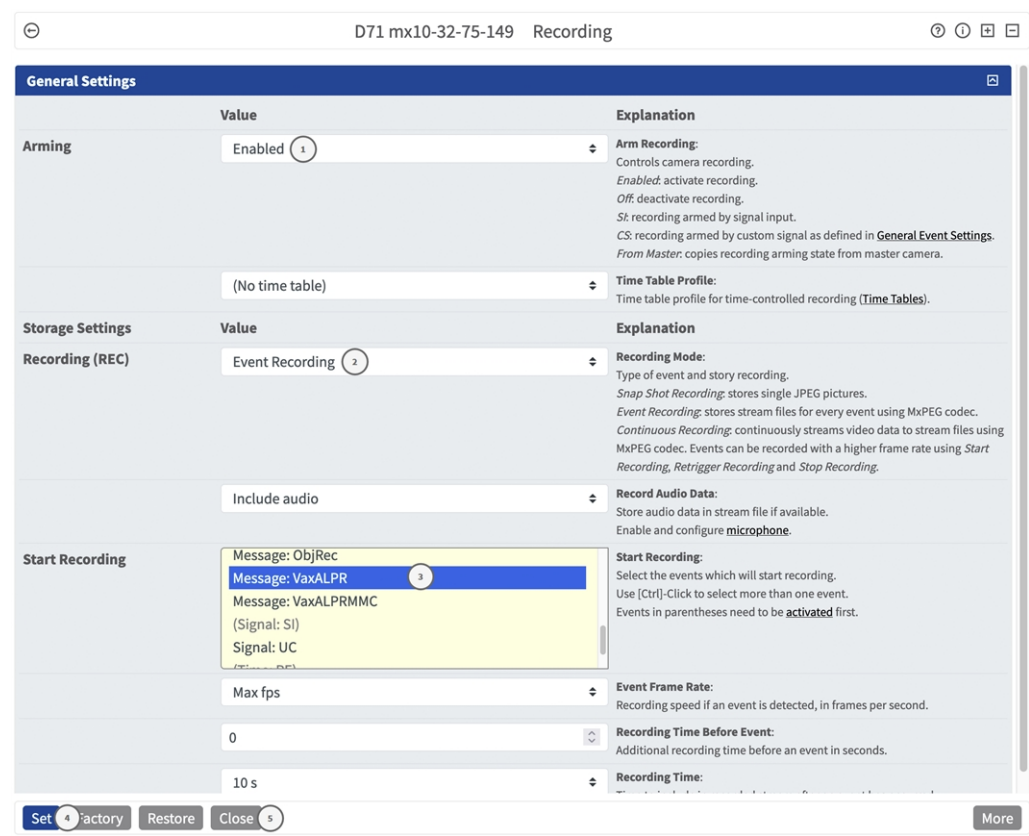 D71 mx10-32-75-149 Recording
General Settings
Value Explanation
Arming
Enabled 1
Arm Recording:
Controls camera recording.
Enabled: activate recording.
Off: deactivate recording.
SI: recording armed by signal input.
CS: recording armed by custom signal as defined in General Event Settings.
From Master: copies recording arming state from master camera.
(No time table)
Time Table Profile:
Time table profile for time-controlled recording (Time Tables).
Storage Settings Value Explanation
Recording (REC)
Event Recording 2
Recording Mode:
Type of event and story recording.
Snap Shot Recording: stores single JPEG pictures.
Event Recording: stores stream files for every event using MxPEG codec.
Continuous Recording: continuously streams video data to stream files using
MxPEG codec. Events can be recorded with a higher frame rate using Start
Recording, Retrigger Recording and Stop Recording.
Include audio
Record Audio Data:
Store audio data in stream file if available.
Enable and configure microphone.
Start Recording
Message: ObjRec
Message: VaxALPR 3
Message: VaxALPRMMC
(Signal: SI)
Signal: UC
Start Recording:
Select the events which will start recording.
Use [Ctrl]-Click to select more than one event.
Events in parentheses need to be activated first.
Max fps
Event Frame Rate:
Recording speed if an event is detected, in frames per second.
0
Recording Time Before Event:
Additional recording time before an event in seconds.
10 s
Recording Time:
Set 4 Factory Restore Close 5 More